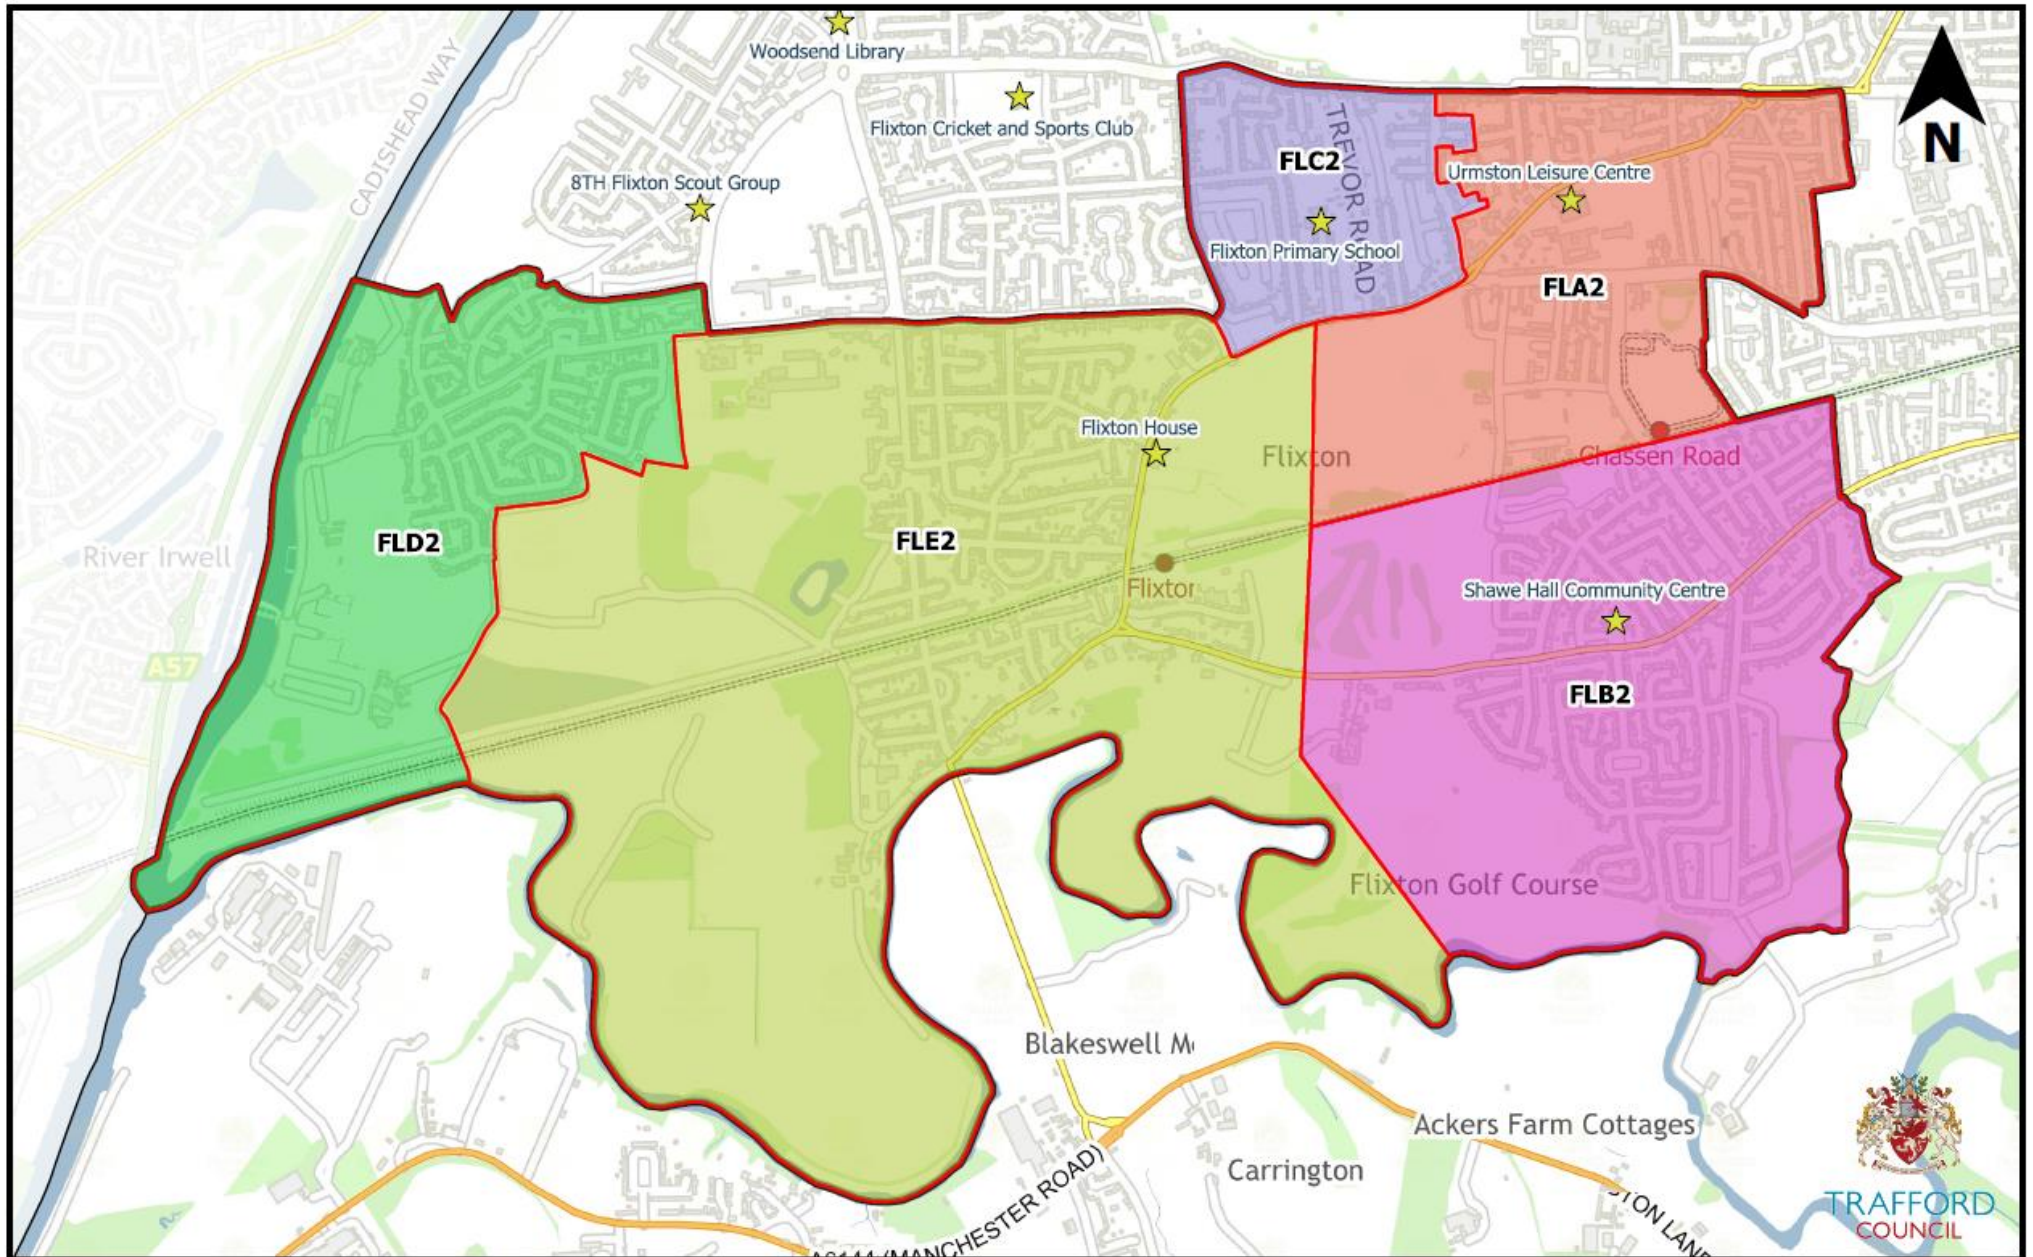 Woodsend Library
CADISHEAD WAY
Flixton Cricket and Sports Club
N
TREVOR ROAD
FLC2
8TH Flixton Scout Group
Urmston Leisure Centre
Flixton Primary School
FLA2
Flixton House
Flixton
Chassen Road
FLD2
FLE2
River Irwell
Flixton
Shawe Hall Community Centre
A57
FLB2
Flixton Golf Course
Blakeswell
Ackers Farm Cottages
Carrington
(MANCHESTER ROAD)
TRAFFORD
COUNCIL